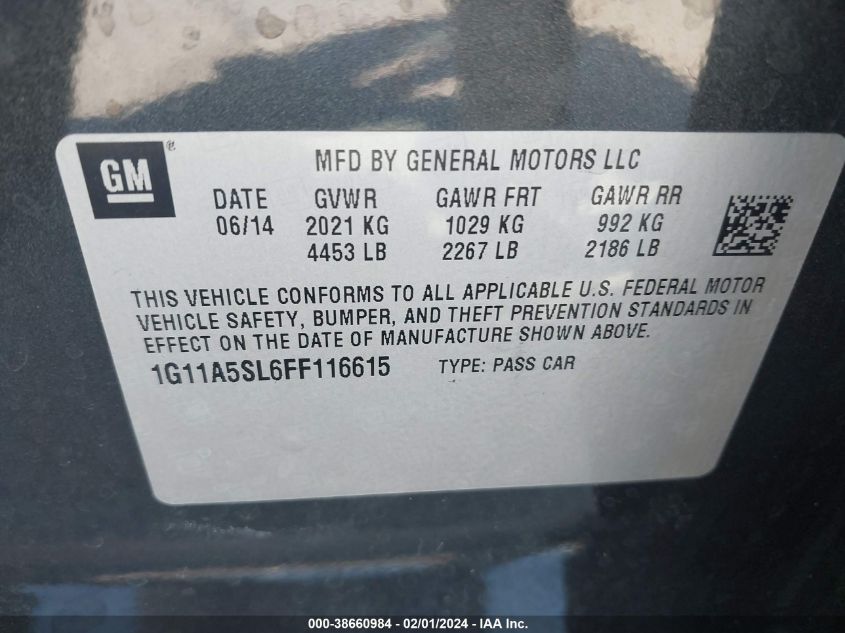 GM®
MFD BY GENERAL MOTORS LLC
DATE GVWR GAWR FRT GAWR RR
06/14 2021 KG 1029 KG 992 KG
4453 LB 2267 LB 2186 LB
THIS VEHICLE CONFORMS TO ALL APPLICABLE U.S. FEDERAL MOTOR
VEHICLE SAFETY, BUMPER, AND THEFT PREVENTION STANDARDS IN
EFFECT ON THE DATE OF MANUFACTURE SHOWN ABOVE.
1G11A5SL6FF116615 TYPE: PASS CAR
000-38660984 - 02/01/2024 - IAA Inc.